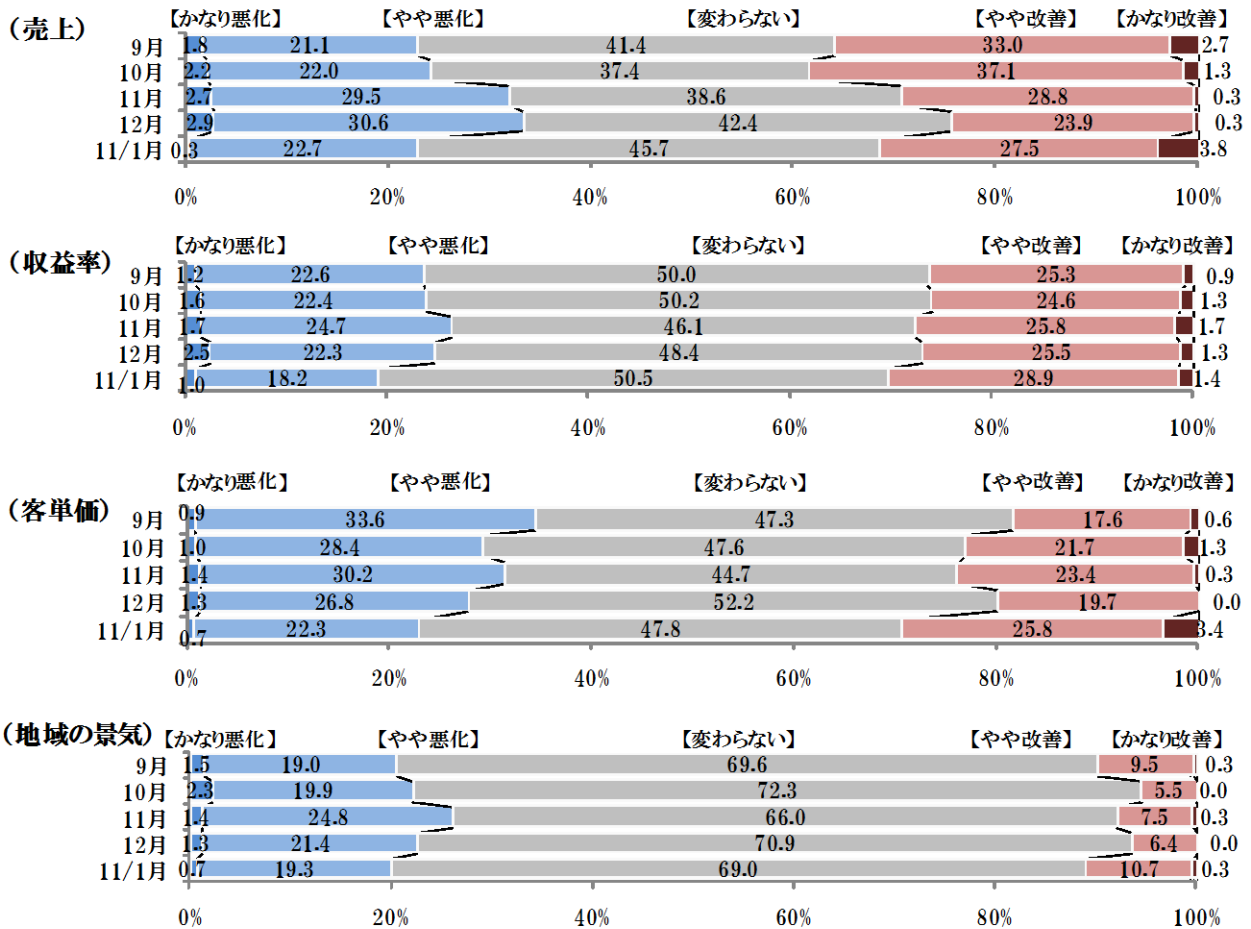 (売上) 【かなり悪化】 【やや悪化】 【変わらない】 【やや改善】 【かなり改善】
9月 1.8 21.1 41.4 33.0 2.7
10月 2.2 22.0 37.4 37.1 1.3
11月 2.7 29.5 38.6 28.8 0.3
12月 2.9 30.6 42.4 23.9 0.3
11/1月 0.3 22.7 45.7 27.5 3.8
0% 20% 40% 60% 80% 100%
(収益率) 【かなり悪化】 【やや悪化】 【変わらない】 【やや改善】 【かなり改善】
9月 1.2 22.6 50.0 25.3 0.9
10月 1.6 22.4 50.2 24.6 1.3
11月 1.7 24.7 46.1 25.8 1.7
12月 2.5 22.3 48.4 25.5 1.3
11/1月 1.0 18.2 50.5 28.9 1.4
0% 20% 40% 60% 80% 100%
(客単価) 【かなり悪化】 【やや悪化】 【変わらない】 【やや改善】 【かなり改善】
9月 0.9 33.6 47.3 17.6 0.6
10月 1.0 28.4 47.6 21.7 1.3
11月 1.4 30.2 44.7 23.4 0.3
12月 1.3 26.8 52.2 19.7 0.0
11/1月 0.7 22.3 47.8 25.8 3.4
0% 20% 40% 60% 80% 100%
(地域の景気) 【かなり悪化】 【やや悪化】 【変わらない】 【やや改善】 【かなり改善】
9月 1.5 19.0 69.6 9.5 0.3
10月 2.3 19.9 72.3 5.5 0.0
11月 1.4 24.8 66.0 7.5 0.3
12月 1.3 21.4 70.9 6.4 0.0
11/1月 0.7 19.3 69.0 10.7 0.3
0% 20% 40% 60% 80% 100%